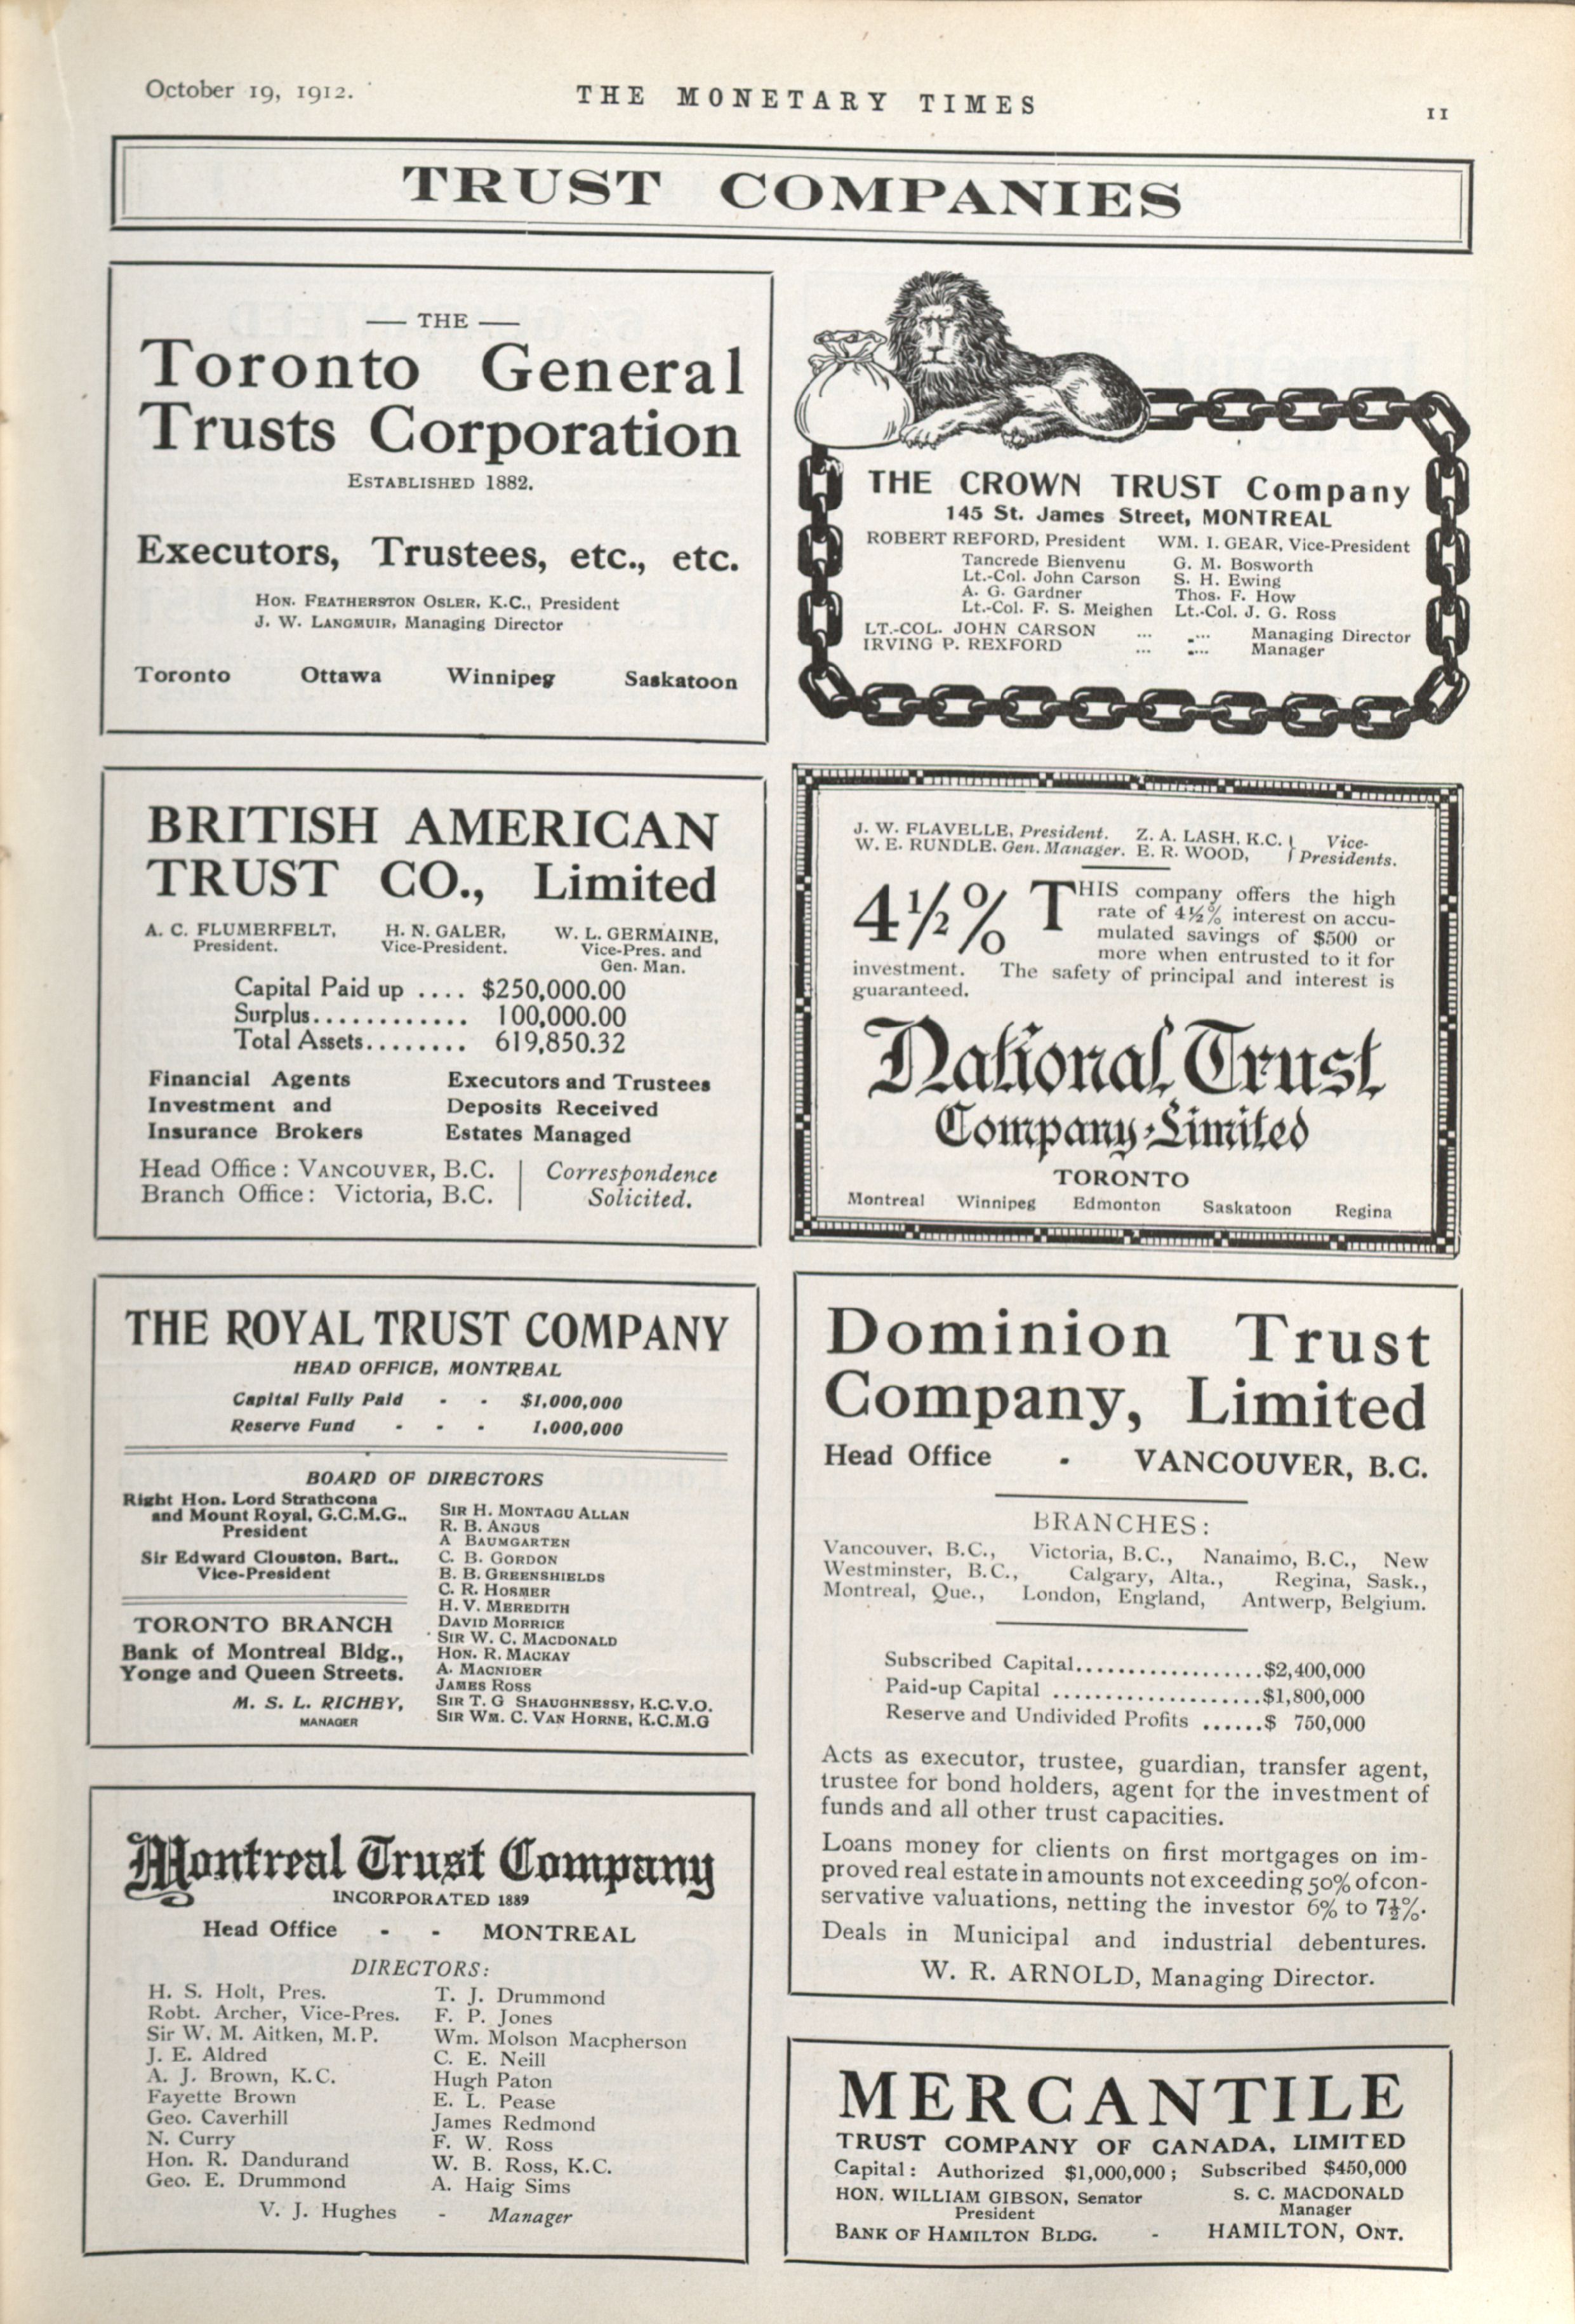 October 19, 1912.
THE MONETARY TIMES
11
TRUST COMPANIES
— THE —
Toronto General
Trusts Corporation
ESTABLISHED 1882.
Executors, Trustees, etc., etc.
HON. FEATHERSTON OSLER, K.C., President
J. W. LANGMUIR, Managing Director
Toronto Ottawa Winnipeg Saskatoon
THE CROWN TRUST Company
145 St. James Street, MONTREAL
ROBERT REFORD, President WM. I. GEAR, Vice-President
Tancrede Bienvenu G. M. Bosworth
Lt.-Col. John Carson S. H. Ewing
A. G. Gardner Thos. F. How
Lt.-Col. F. S. Meighen Lt.-Col. J. G. Ross
LT.-COL. JOHN CARSON ... ... Managing Director
IRVING P. REXFORD ... ... Manager
BRITISH AMERICAN
TRUST CO., Limited
A. C. FLUMERFELT, H. N. GALER, W. L. GERMAINE,
President. Vice-President. Vice-Pres. and
Gen. Man.
Capital Paid up .... $250,000.00
Surplus............ 100,000.00
Total Assets........ 619,850.32
Financial Agents Executors and Trustees
Investment and Deposits Received
Insurance Brokers Estates Managed
Head Office: VANCOUVER, B.C. | Correspondence
Branch Office: Victoria, B.C. | Solicited.
J. W. FLAVELLE, President. Z. A. LASH, K.C. } Vice-
W. E. RUNDLE, Gen. Manager. E. R. WOOD, } Presidents.
4½% THIS company offers the high
rate of 4½% interest on accu-
mulated savings of $500 or
more when entrusted to it for
investment. The safety of principal and interest is
guaranteed.
National Trust
Company Limited
TORONTO
Montreal Winnipeg Edmonton Saskatoon Regina
THE ROYAL TRUST COMPANY
HEAD OFFICE, MONTREAL
Capital Fully Paid - - $1,000,000
Reserve Fund - - - 1,000,000
BOARD OF DIRECTORS
Right Hon. Lord Strathcona
and Mount Royal, G.C.M.G.,
President
Sir Edward Clouston, Bart.,
Vice-President
TORONTO BRANCH
Bank of Montreal Bldg.,
Yonge and Queen Streets.
M. S. L. RICHEY,
MANAGER
SIR H. MONTAGU ALLAN
R. B. ANGUS
A BAUMGARTEN
C. B. GORDON
E. B. GREENSHIELDS
C. R. HOSMER
H. V. MEREDITH
DAVID MORRICE
SIR W. C. MACDONALD
HON. R. MACKAY
A. MACNIDER
JAMES ROSS
SIR T. G SHAUGHNESSY, K.C.V.O.
SIR WM. C. VAN HORNE, K.C.M.G
Dominion Trust
Company, Limited
Head Office - VANCOUVER, B.C.
BRANCHES:
Vancouver, B.C., Victoria, B.C., Nanaimo, B.C., New
Westminster, B.C., Calgary, Alta., Regina, Sask.,
Montreal, Que., London, England, Antwerp, Belgium.
Subscribed Capital..................$2,400,000
Paid-up Capital ....................$1,800,000
Reserve and Undivided Profits ......$ 750,000
Acts as executor, trustee, guardian, transfer agent,
trustee for bond holders, agent for the investment of
funds and all other trust capacities.
Loans money for clients on first mortgages on im-
proved real estate in amounts not exceeding 50% of con-
servative valuations, netting the investor 6% to 7½%.
Deals in Municipal and industrial debentures.
W. R. ARNOLD, Managing Director.
Montreal Trust Company
INCORPORATED 1889
Head Office - - MONTREAL
DIRECTORS:
H. S. Holt, Pres. T. J. Drummond
Robt. Archer, Vice-Pres. F. P. Jones
Sir W. M. Aitken, M.P. Wm. Molson Macpherson
J. E. Aldred C. E. Neill
A. J. Brown, K.C. Hugh Paton
Fayette Brown E. L. Pease
Geo. Caverhill James Redmond
N. Curry F. W. Ross
Hon. R. Dandurand W. B. Ross, K.C.
Geo. E. Drummond A. Haig Sims
V. J. Hughes - Manager
MERCANTILE
TRUST COMPANY OF CANADA, LIMITED
Capital: Authorized $1,000,000; Subscribed $450,000
HON. WILLIAM GIBSON, Senator S. C. MACDONALD
President Manager
BANK OF HAMILTON BLDG. - HAMILTON, ONT.